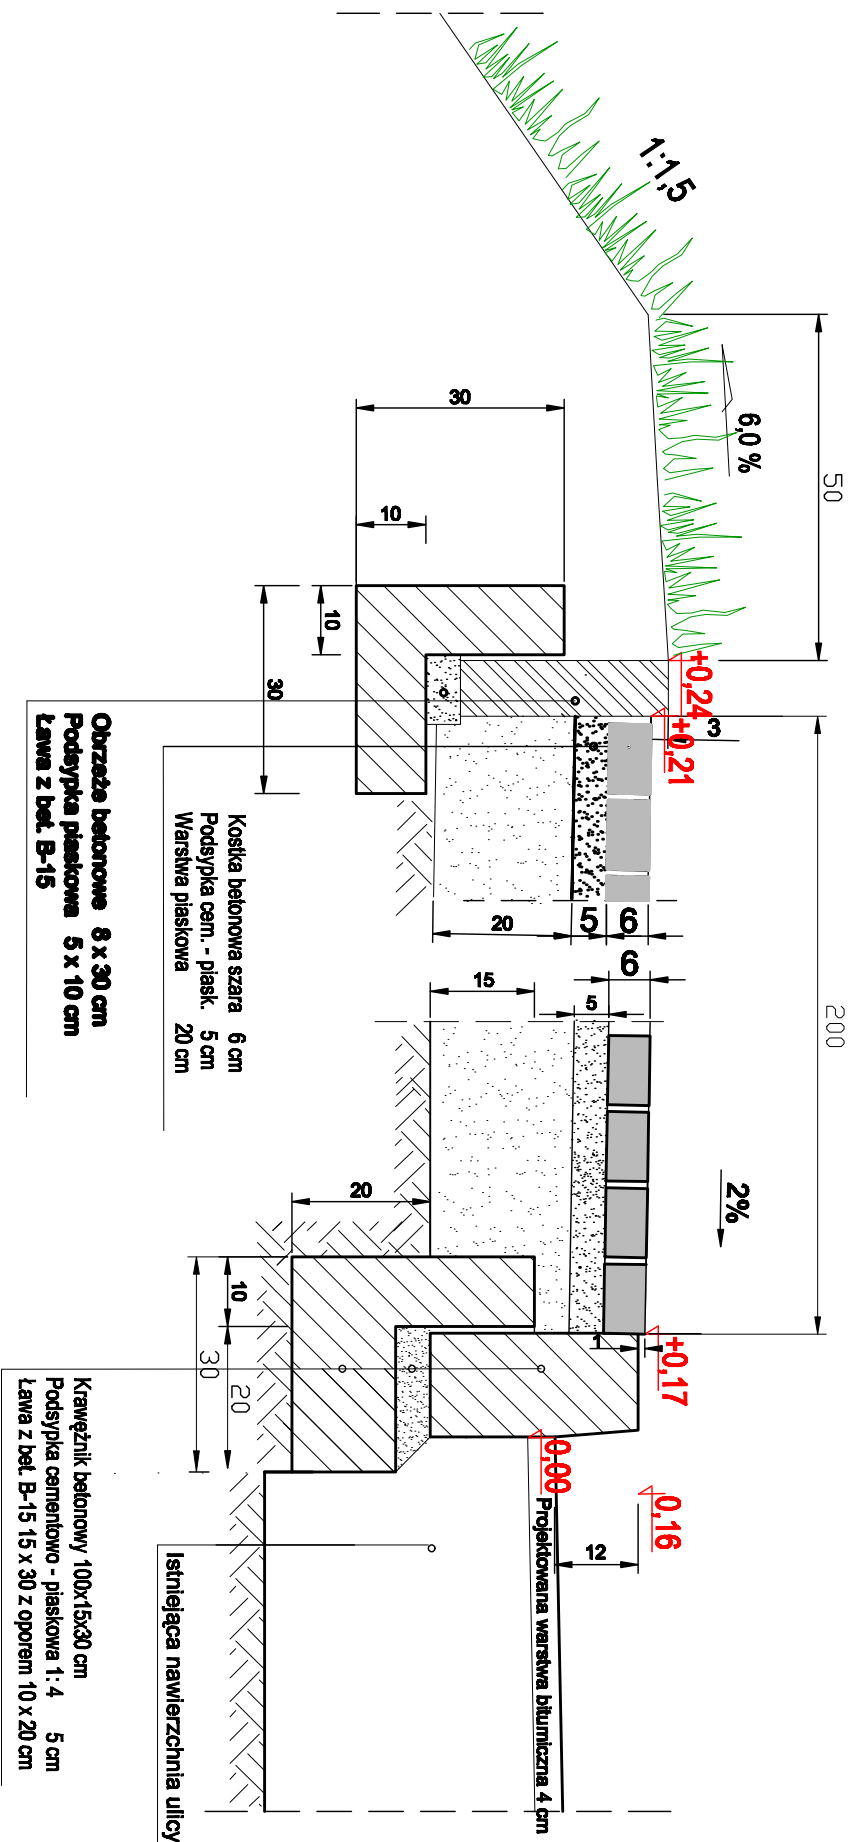 1:1,5
6,0 %
50
30
10
10
30
+0,24
+0,21
3
20
5
6
6
15
5
200
2%
20
10
30
20
1
+0,17
0,00
0,16
12
Projektowana warstwa bitumiczna 4 cm
Kostka betonowa szara 6 cm
Podsypka cem. - piask. 5 cm
Warstwa piaskowa 20 cm
Obrzeże betonowe 8 x 30 cm
Podsypka piaskowa 5 x 10 cm
Ława z bet. B-15
Istniejąca nawierzchnia ulicy
Krawężnik betonowy 100x15x30 cm
Podsypka cementowo - piaskowa 1: 4 5 cm
Ława z bet. B-15 15 x 30 z oporem 10 x 20 cm